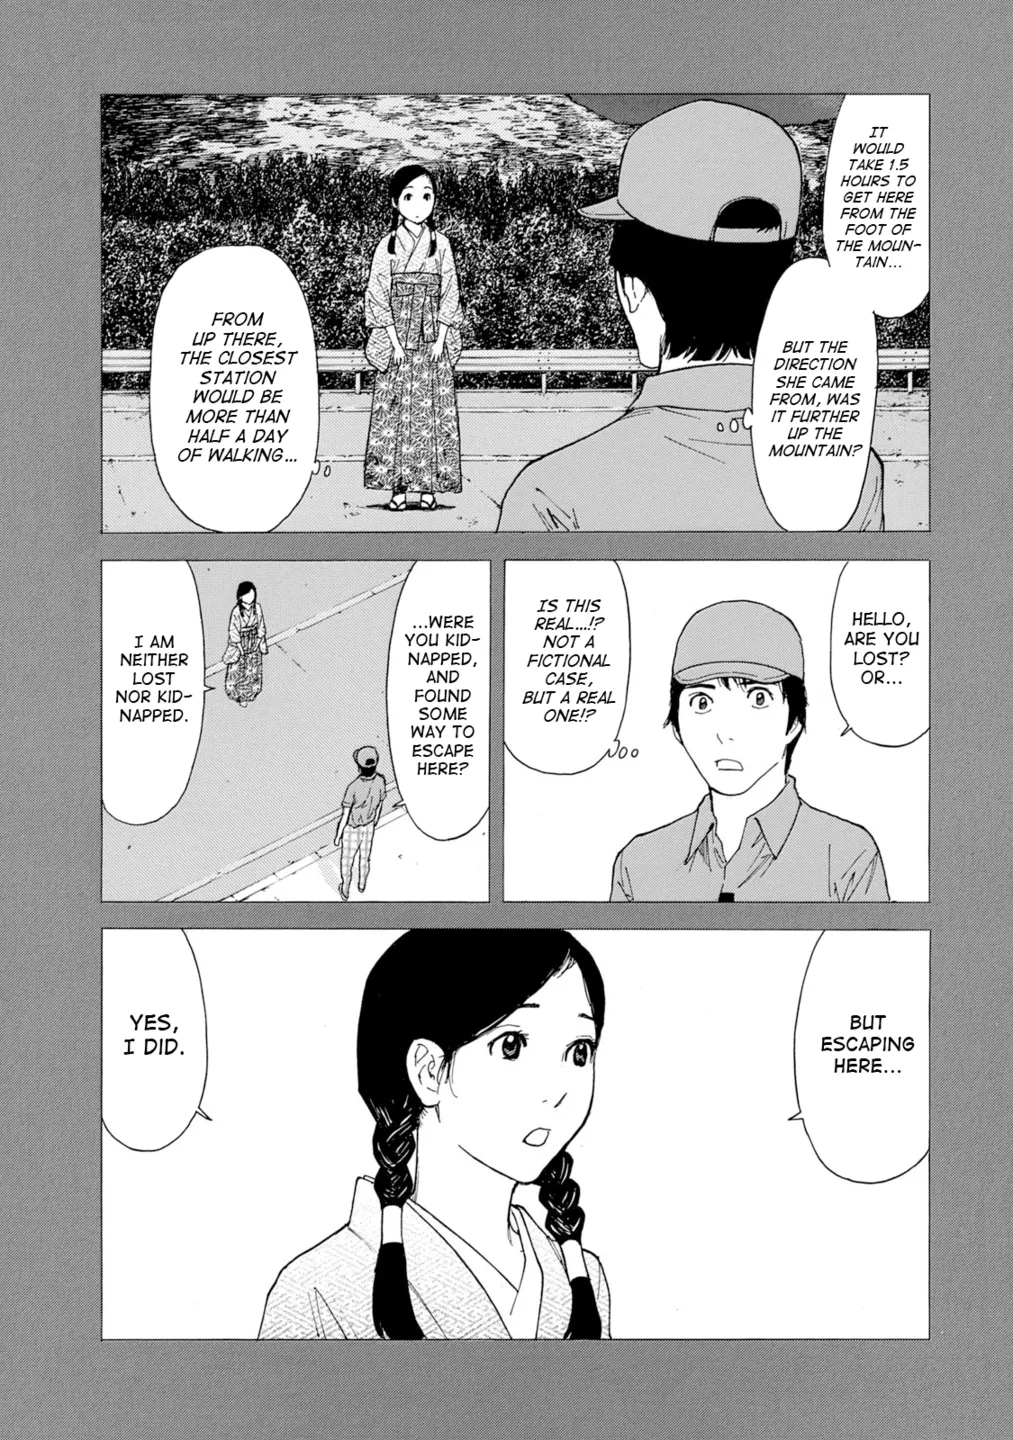 IT
WOULD
TAKE 1.5
HOURS TO
GET HERE
FROM THE
FOOT OF
THE MOUN-
TAIN...
BUT THE
DIRECTION
SHE CAME
FROM, WAS
IT FURTHER
UP THE
MOUNTAIN?
FROM
UP THERE,
THE CLOSEST
STATION
WOULD BE
MORE THAN
HALF A DAY
OF WALKING...
HELLO,
ARE YOU
LOST?
OR...
IS THIS
REAL...!?
NOT A
FICTIONAL
CASE,
BUT A REAL
ONE!?
...WERE
YOU KID-
NAPPED,
AND
FOUND
SOME
WAY TO
ESCAPE
HERE?
I AM
NEITHER
LOST
NOR KID-
NAPPED.
BUT
ESCAPING
HERE...
YES,
I DID.